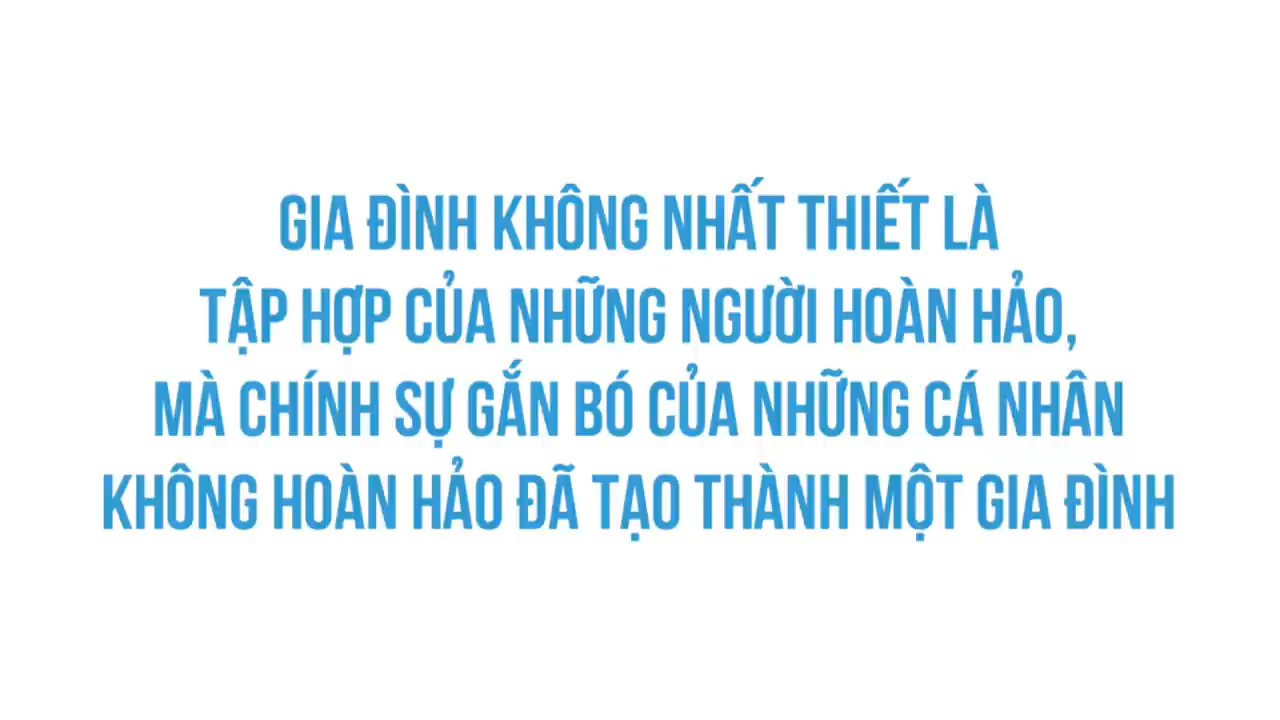 GIA ĐÌNH KHÔNG NHẤT THIẾT LÀ
TẬP HỢP CỦA NHỮNG NGƯỜI HOÀN HẢO,
MÀ CHÍNH SỰ GẮN BÓ CỦA NHỮNG CÁ NHÂN
KHÔNG HOÀN HẢO ĐÃ TẠO THÀNH MỘT GIA ĐÌNH